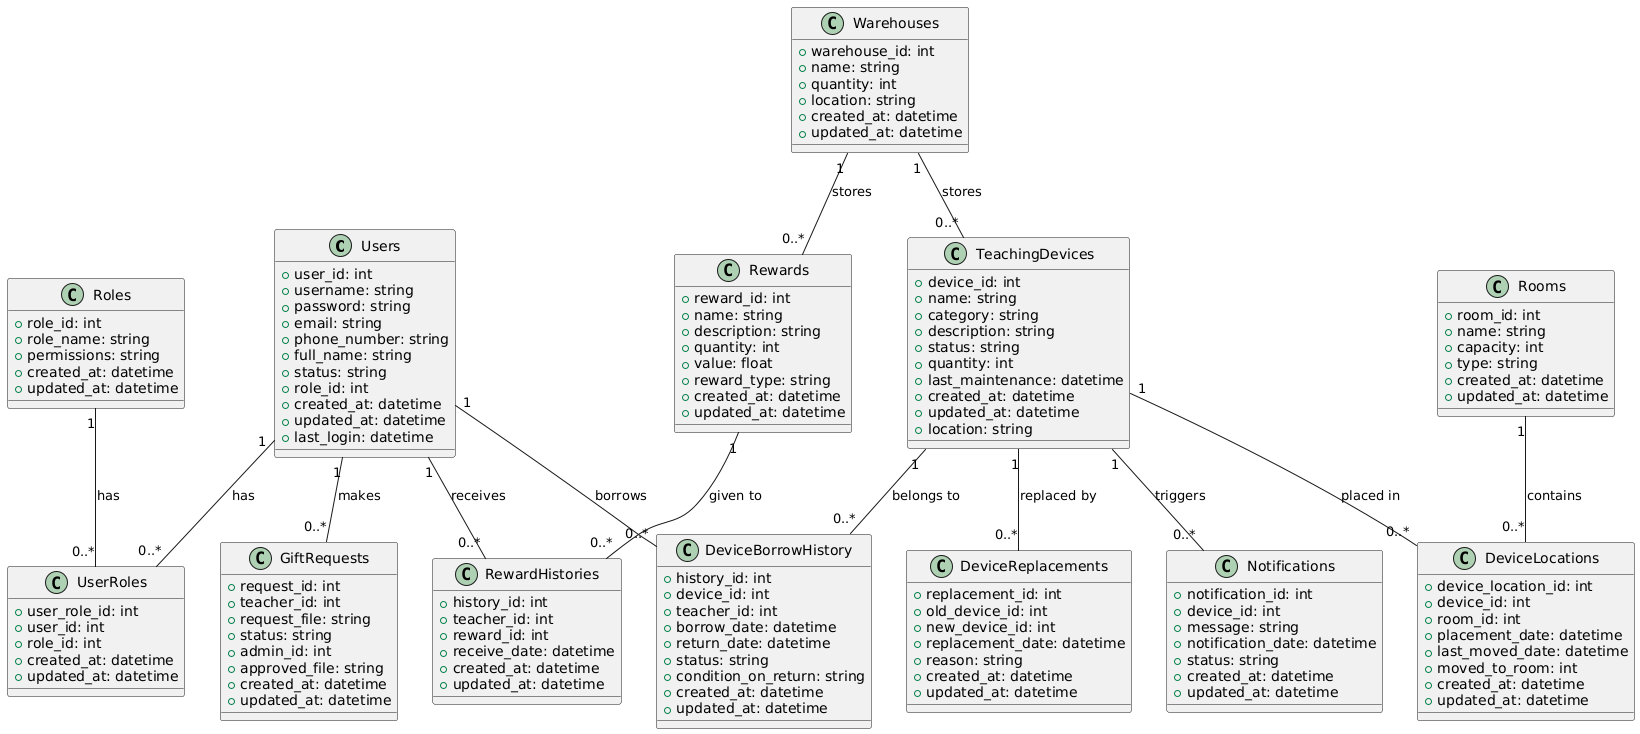 C Warehouses
warehouse_id: int
name: string
quantity: int
location: string
created_at: datetime
updated_at: datetime
1
stores
0..*
1
stores
0..*
C Roles
role_id: int
role_name: string
permissions: string
created_at: datetime
updated_at: datetime
C Users
user_id: int
username: string
password: string
email: string
phone_number: string
full_name: string
status: string
role_id: int
created_at: datetime
updated_at: datetime
last_login: datetime
C Rewards
reward_id: int
name: string
description: string
quantity: int
value: float
reward_type: string
created_at: datetime
updated_at: datetime
C TeachingDevices
device_id: int
name: string
category: string
description: string
status: string
quantity: int
last_maintenance: datetime
created_at: datetime
updated_at: datetime
location: string
C Rooms
room_id: int
name: string
capacity: int
type: string
created_at: datetime
updated_at: datetime
1
has
0..*
1
has
0..*
1
makes
0..*
1
receives
0..*
1
borrows
0..*
1
given to
0..*
1
belongs to
0..*
1
replaced by
0..*
1
triggers
0..*
1
placed in
0..*
1
contains
0..*
C UserRoles
user_role_id: int
user_id: int
role_id: int
created_at: datetime
updated_at: datetime
C GiftRequests
request_id: int
teacher_id: int
request_file: string
status: string
admin_id: int
approved_file: string
created_at: datetime
updated_at: datetime
C RewardHistories
history_id: int
teacher_id: int
reward_id: int
receive_date: datetime
created_at: datetime
updated_at: datetime
C DeviceBorrowHistory
history_id: int
device_id: int
teacher_id: int
borrow_date: datetime
return_date: datetime
status: string
condition_on_return: string
created_at: datetime
updated_at: datetime
C DeviceReplacements
replacement_id: int
old_device_id: int
new_device_id: int
replacement_date: datetime
reason: string
created_at: datetime
updated_at: datetime
C Notifications
notification_id: int
device_id: int
message: string
notification_date: datetime
status: string
created_at: datetime
updated_at: datetime
C DeviceLocations
device_location_id: int
device_id: int
room_id: int
placement_date: datetime
last_moved_date: datetime
moved_to_room: int
created_at: datetime
updated_at: datetime